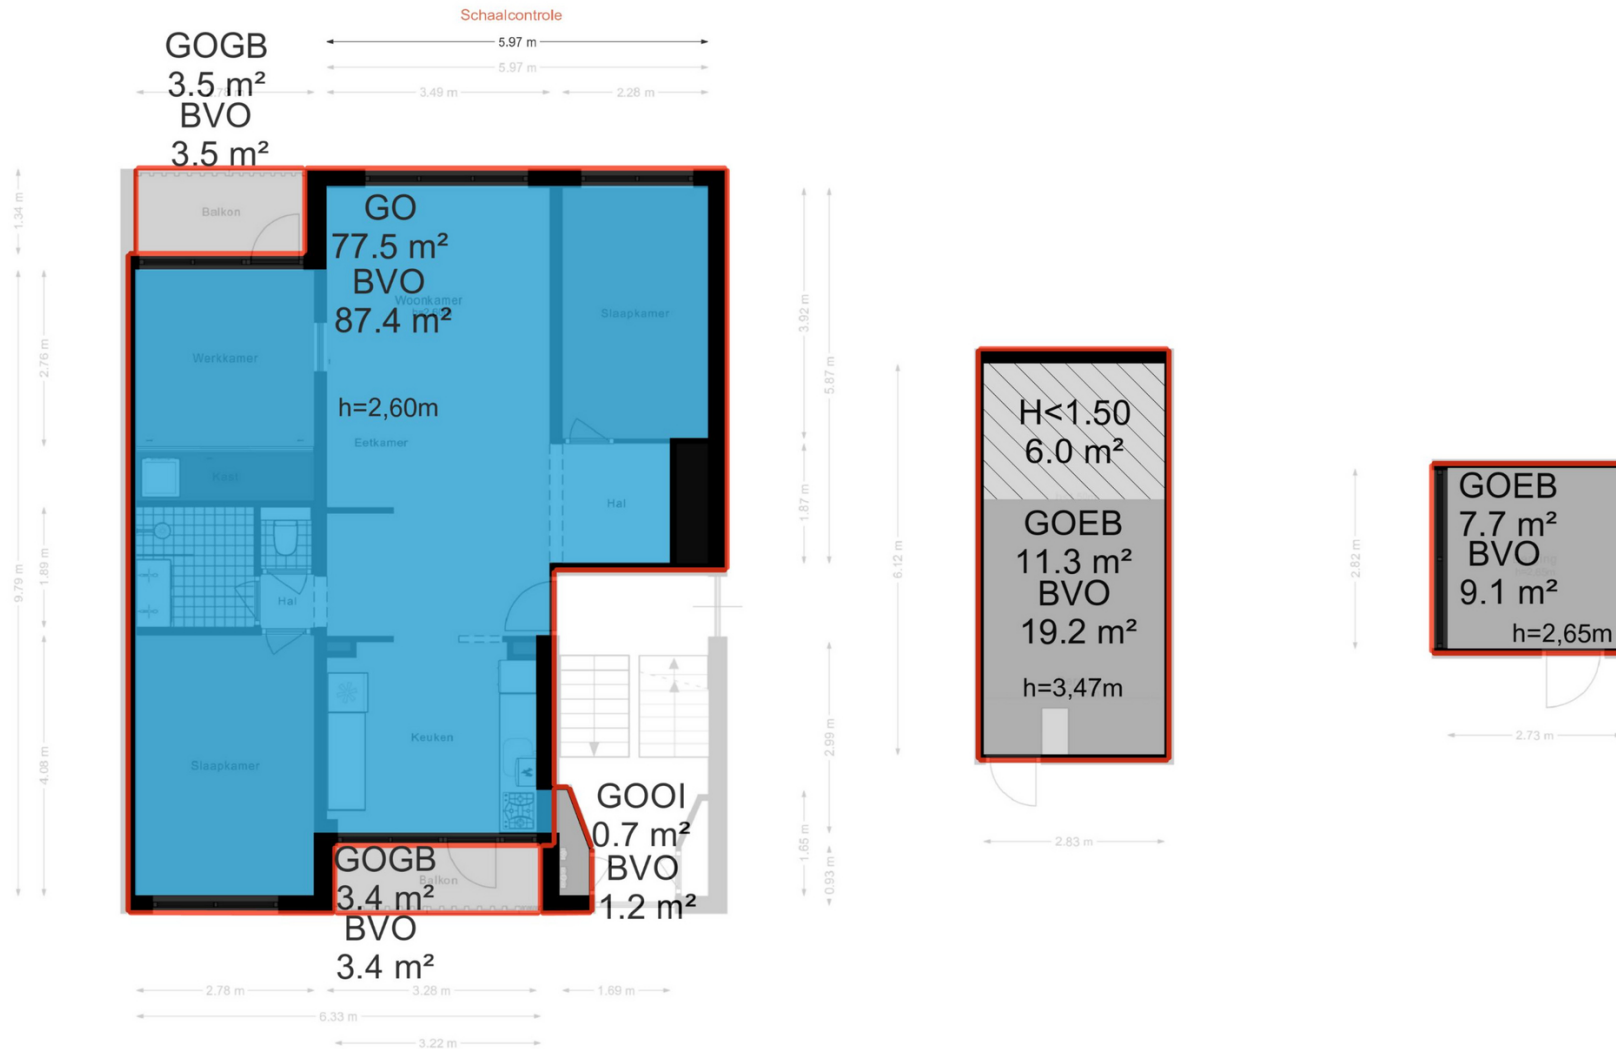 Schaalcontrole
5.97 m
5.97 m
3.49 m
2.28 m
GOGB
3.5 m²
BVO
3.5 m²
Balkon
1.34 m
GO
77.5 m²
BVO
87.4 m²
Woonkamer
h=2,60m
Eetkamer
Slaapkamer
Werkkamer
Kast
Hal
Hal
Slaapkamer
Keuken
9.79 m
2.76 m
1.89 m
4.08 m
3.92 m
1.87 m
5.87 m
2.99 m
1.65 m
0.93 m
GOGB
3.4 m²
Balkon
BVO
3.4 m²
GOOI
0.7 m²
BVO
1.2 m²
2.78 m
3.28 m
1.69 m
6.33 m
3.22 m
6.12 m
H<1.50
6.0 m²
GOEB
11.3 m²
BVO
19.2 m²
h=3,47m
2.83 m
2.82 m
GOEB
7.7 m²
BVO
9.1 m²
h=2,65m
2.73 m